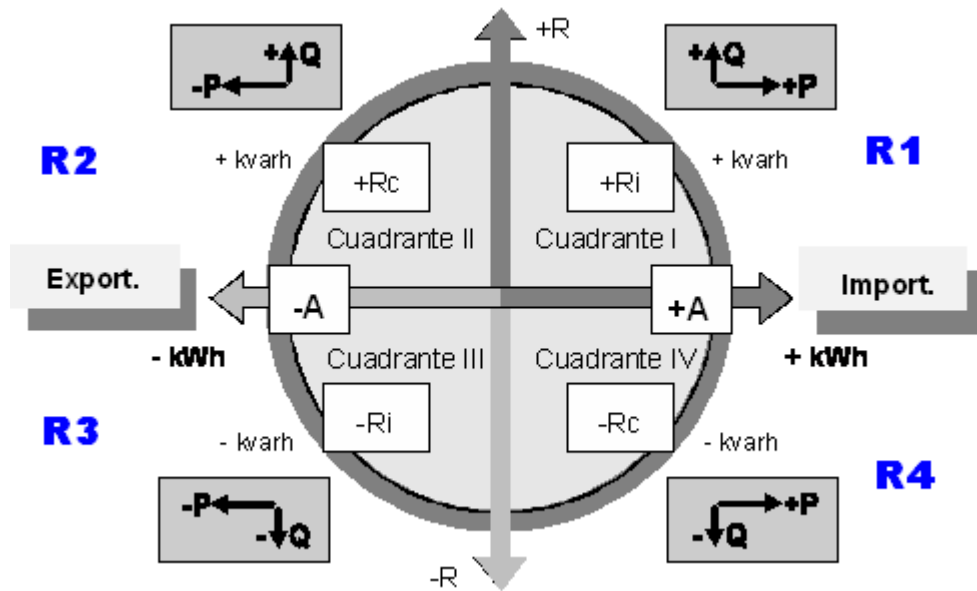 +R
+Q
-P
+Q
+P
R2
+ kvarh
+Rc
+Ri
+ kvarh
R1
Cuadrante II
Cuadrante I
Export.
-A
+A
Import.
- kWh
Cuadrante III
Cuadrante IV
+ kWh
R3
- kvarh
-Ri
-Rc
- kvarh
R4
-P
-Q
+P
-Q
-R